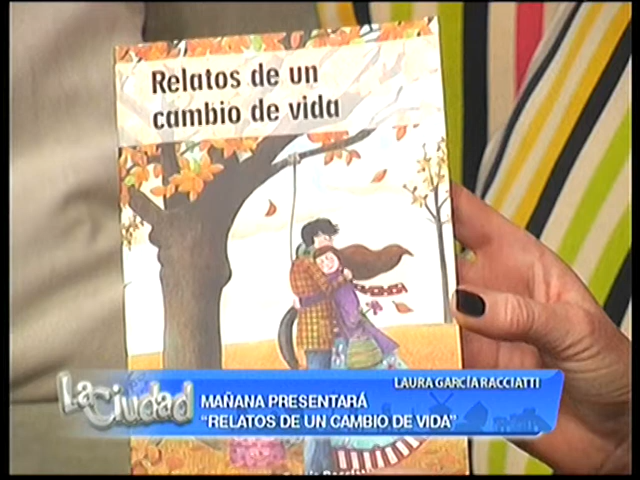 Relatos de un
cambio de vida
LAURA GARCÍA RACCIATTI
La Ciudad
MAÑANA PRESENTARÁ
"RELATOS DE UN CAMBIO DE VIDA"